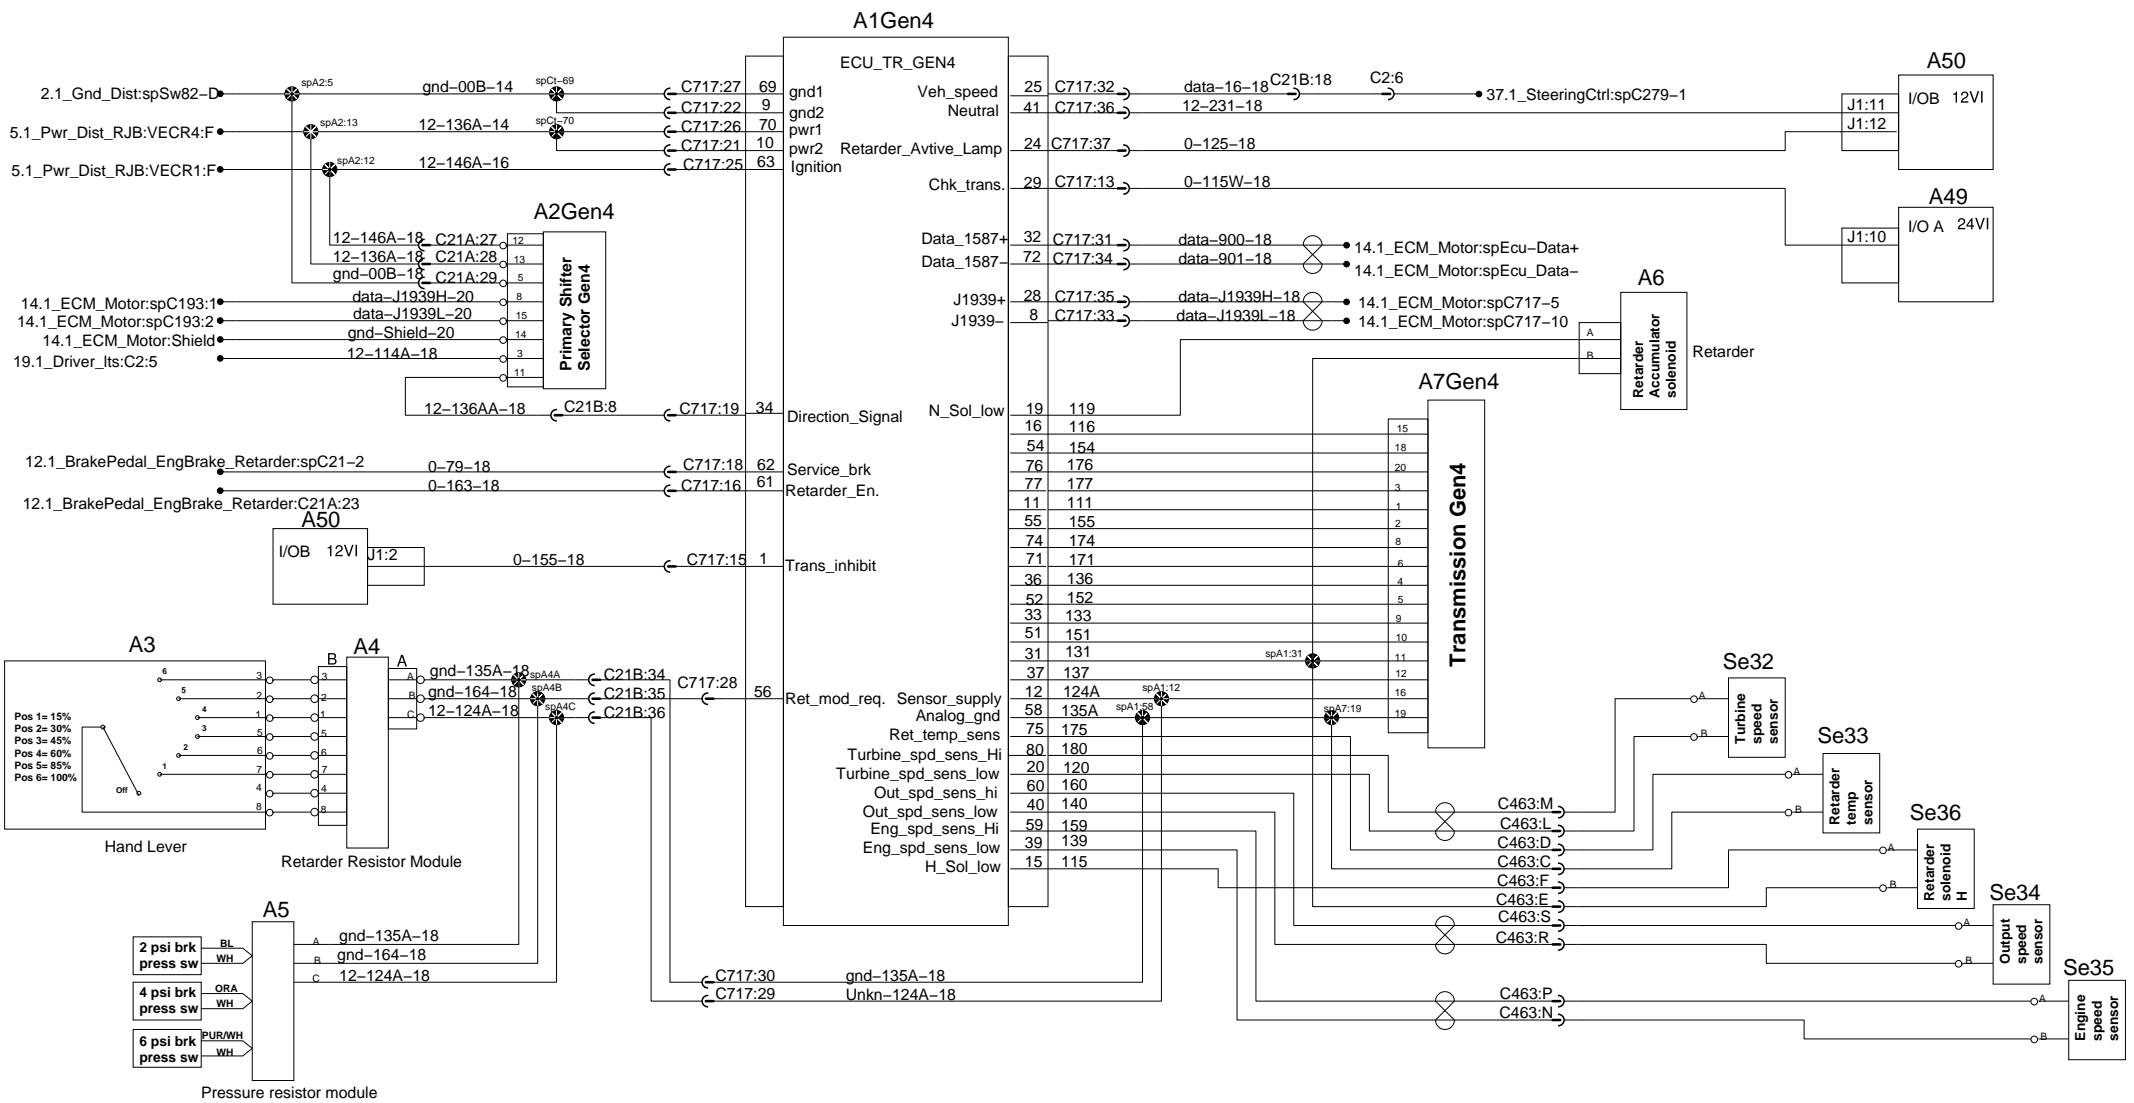 A1Gen4
ECU_TR_GEN4
2.1_Gnd_Dist:spSw82–D
spA2:5
gnd–00B–14
spCt–69
C717:27
69
gnd1
C717:22
9
gnd2
5.1_Pwr_Dist_RJB:VECR4:F
spA2:13
12–136A–14
spCt–70
C717:26
70
pwr1
C717:21
10
pwr2
5.1_Pwr_Dist_RJB:VECR1:F
spA2:12
12–146A–16
C717:25
63
Ignition
A2Gen4
Primary Shifter
Selector Gen4
12–146A–18
C21A:27
12
12–136A–18
C21A:28
13
gnd–00B–18
C21A:29
5
14.1_ECM_Motor:spC193:1
data–J1939H–20
8
14.1_ECM_Motor:spC193:2
data–J1939L–20
15
14.1_ECM_Motor:Shield
gnd–Shield–20
14
19.1_Driver_lts:C2:5
12–114A–18
3
11
12–136AA–18
C21B:8
C717:19
34
Direction_Signal
12.1_BrakePedal_EngBrake_Retarder:spC21–2
0–79–18
C717:18
62
Service_brk
12.1_BrakePedal_EngBrake_Retarder:C21A:23
0–163–18
C717:16
61
Retarder_En.
A50
I/OB 12VI
J1:2
0–155–18
C717:15
1
Trans_inhibit
A3
6
5
4
3
2
1
Off
Pos 1= 15%
Pos 2= 30%
Pos 3= 45%
Pos 4= 60%
Pos 5= 85%
Pos 6= 100%
3
2
1
5
6
7
4
8
Hand Lever
B
A4
A
3
2
1
5
6
7
4
8
Retarder Resistor Module
A
gnd–135A–18
spA4A
C21B:34
B
gnd–164–18
spA4B
C21B:35
C
12–124A–18
spA4C
C21B:36
C717:28
56
Ret_mod_req.
A5
2 psi brk
press sw
BL
WH
4 psi brk
press sw
ORA
WH
6 psi brk
press sw
PUR/WH
WH
A
gnd–135A–18
B
gnd–164–18
C
12–124A–18
Pressure resistor module
C717:30
gnd–135A–18
C717:29
Unkn–124A–18
Veh_speed
25
C717:32
data–16–18
C21B:18
C2:6
37.1_SteeringCtrl:spC279–1
Neutral
41
C717:36
12–231–18
Retarder_Avtive_Lamp
24
C717:37
0–125–18
Chk_trans.
29
C717:13
0–115W–18
A50
I/OB 12VI
J1:11
J1:12
A49
I/O A 24VI
J1:10
Data_1587+
32
C717:31
data–900–18
14.1_ECM_Motor:spEcu–Data+
Data_1587–
72
C717:34
data–901–18
14.1_ECM_Motor:spEcu_Data–
J1939+
28
C717:35
data–J1939H–18
14.1_ECM_Motor:spC717–5
J1939–
8
C717:33
data–J1939L–18
14.1_ECM_Motor:spC717–10
A6
A
B
Retarder
Accumulator
solenoid
Retarder
A7Gen4
Transmission Gen4
N_Sol_low
19
119
16
116
15
54
154
18
76
176
20
77
177
3
11
111
1
55
155
2
74
174
8
71
171
6
36
136
4
52
152
5
33
133
9
51
151
10
31
131
spA1:31
11
37
137
12
Sensor_supply
12
124A
spA1:12
16
Analog_gnd
58
135A
spA1:58
spA7:19
19
Ret_temp_sens
75
175
Turbine_spd_sens_Hi
80
180
Turbine_spd_sens_low
20
120
Out_spd_sens_hi
60
160
Out_spd_sens_low
40
140
Eng_spd_sens_Hi
59
159
Eng_spd_sens_low
39
139
H_Sol_low
15
115
C463:M
C463:L
C463:D
C463:C
C463:F
C463:E
C463:S
C463:R
C463:P
C463:N
Se32
A
B
Turbine
speed
sensor
Se33
A
B
Retarder
temp
sensor
Se36
A
B
Retarder
solenoid
H
Se34
A
B
Output
speed
sensor
Se35
A
B
Engine
speed
sensor